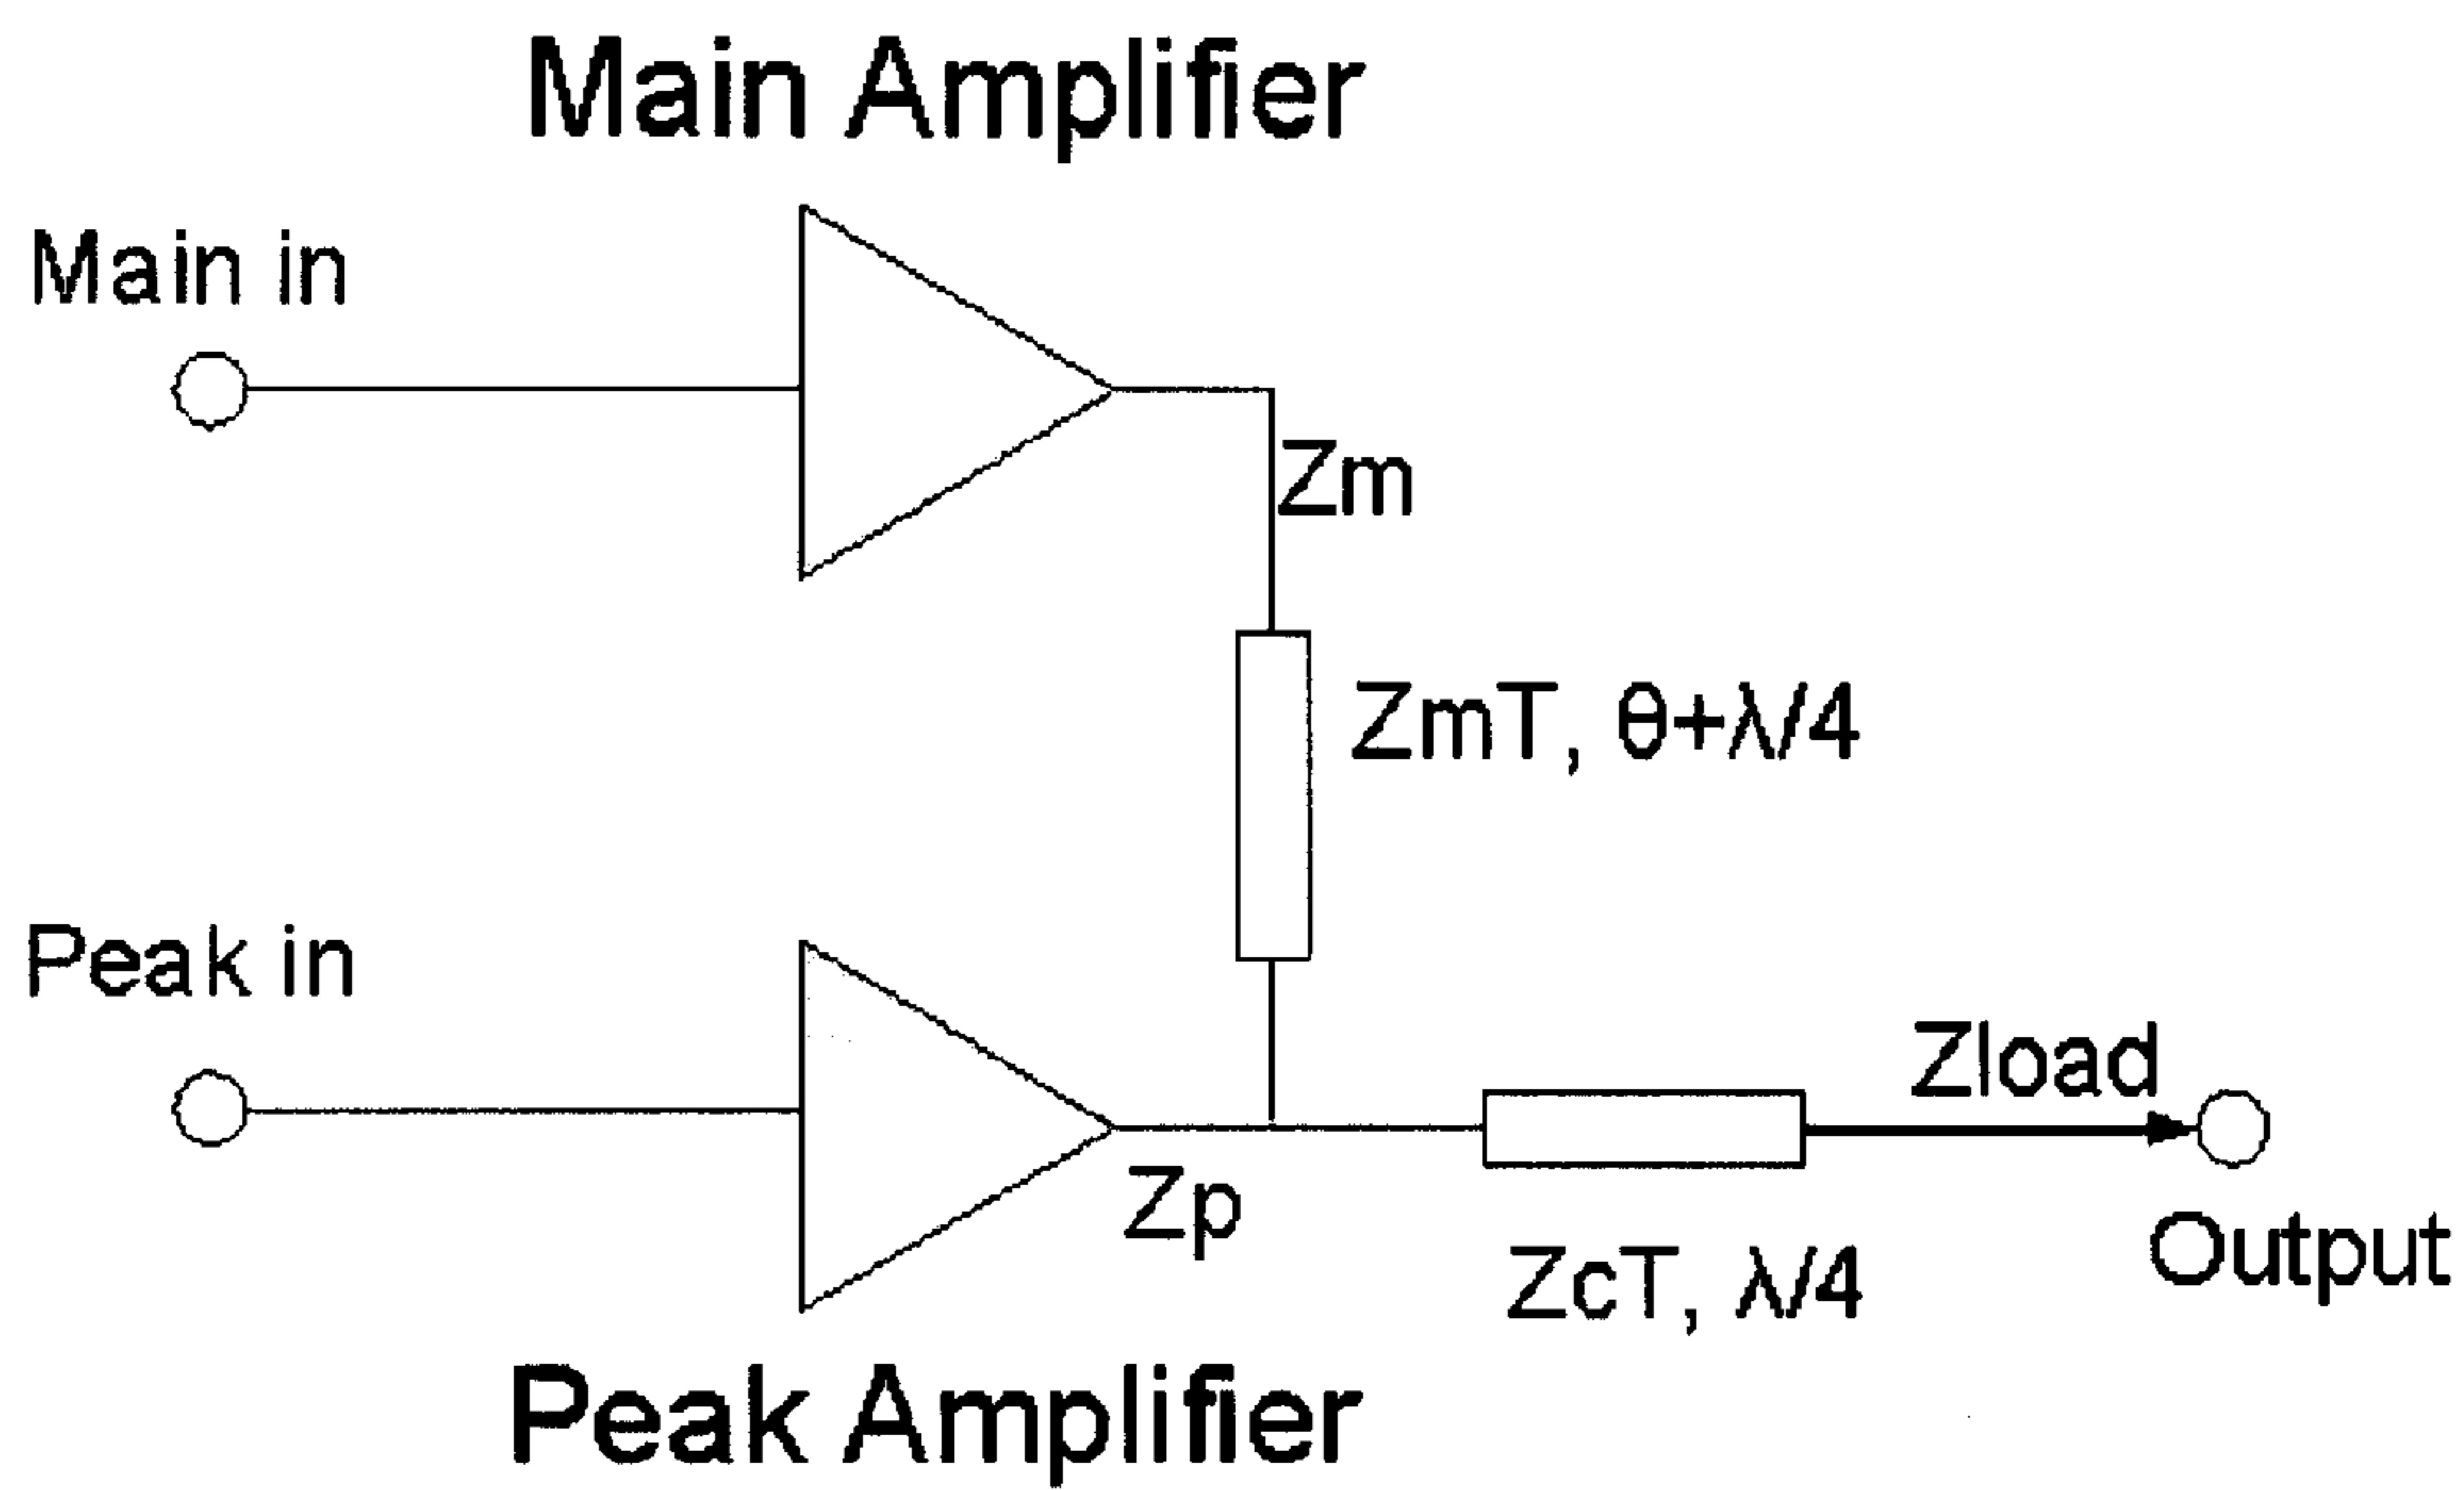 Main Amplifier
Main in
Zm
ZmT, θ+λ/4
Peak in
Zload
Zp
Output
ZcT, λ/4
Peak Amplifier